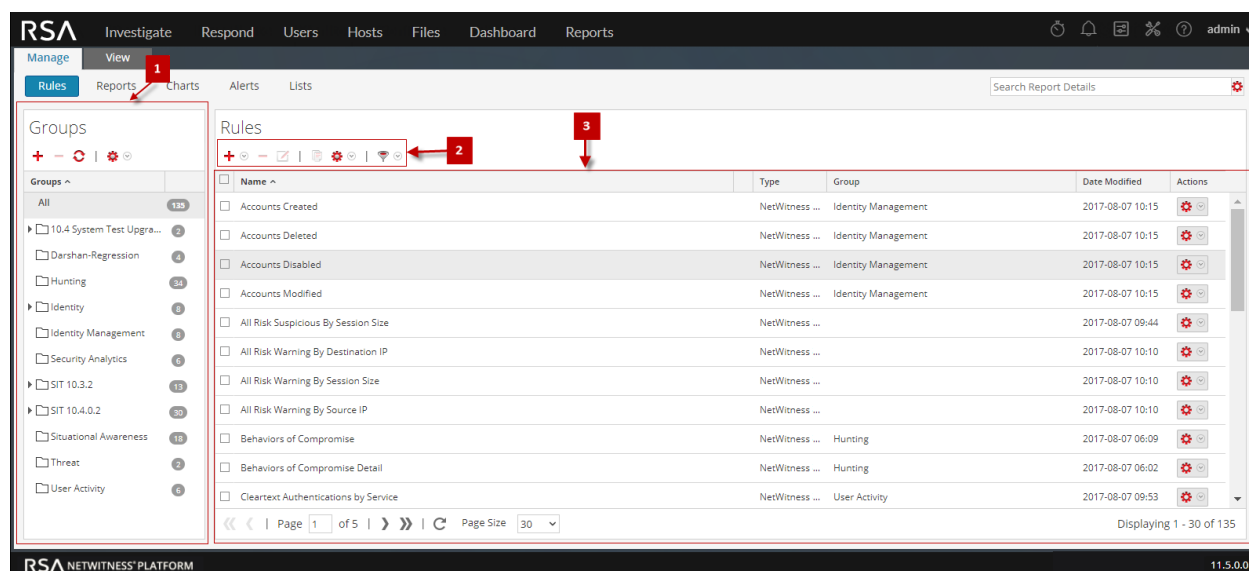 RSA Investigate Respond Users Hosts Files Dashboard Reports admin
Manage View
1
Rules Reports Charts Alerts Lists Search Report Details
Groups
Groups
All 135
10.4 System Test Upgra... 2
Darshan-Regression 4
Hunting 34
Identity 8
Identity Management 8
Security Analytics 6
SIT 10.3.2 13
SIT 10.4.0.2 30
Situational Awareness 18
Threat 2
User Activity 6
Rules
2
3
Name Type Group Date Modified Actions
Accounts Created NetWitness ... Identity Management 2017-08-07 10:15
Accounts Deleted NetWitness ... Identity Management 2017-08-07 10:15
Accounts Disabled NetWitness ... Identity Management 2017-08-07 10:15
Accounts Modified NetWitness ... Identity Management 2017-08-07 10:15
All Risk Suspicious By Session Size NetWitness ... 2017-08-07 09:44
All Risk Warning By Destination IP NetWitness ... 2017-08-07 10:10
All Risk Warning By Session Size NetWitness ... 2017-08-07 10:10
All Risk Warning By Source IP NetWitness ... 2017-08-07 10:10
Behaviors of Compromise NetWitness ... Hunting 2017-08-07 06:09
Behaviors of Compromise Detail NetWitness ... Hunting 2017-08-07 06:02
Cleartext Authentications by Service NetWitness ... User Activity 2017-08-07 09:53
Page 1 of 5 Page Size 30 Displaying 1 - 30 of 135
RSA NETWITNESS® PLATFORM 11.5.0.0